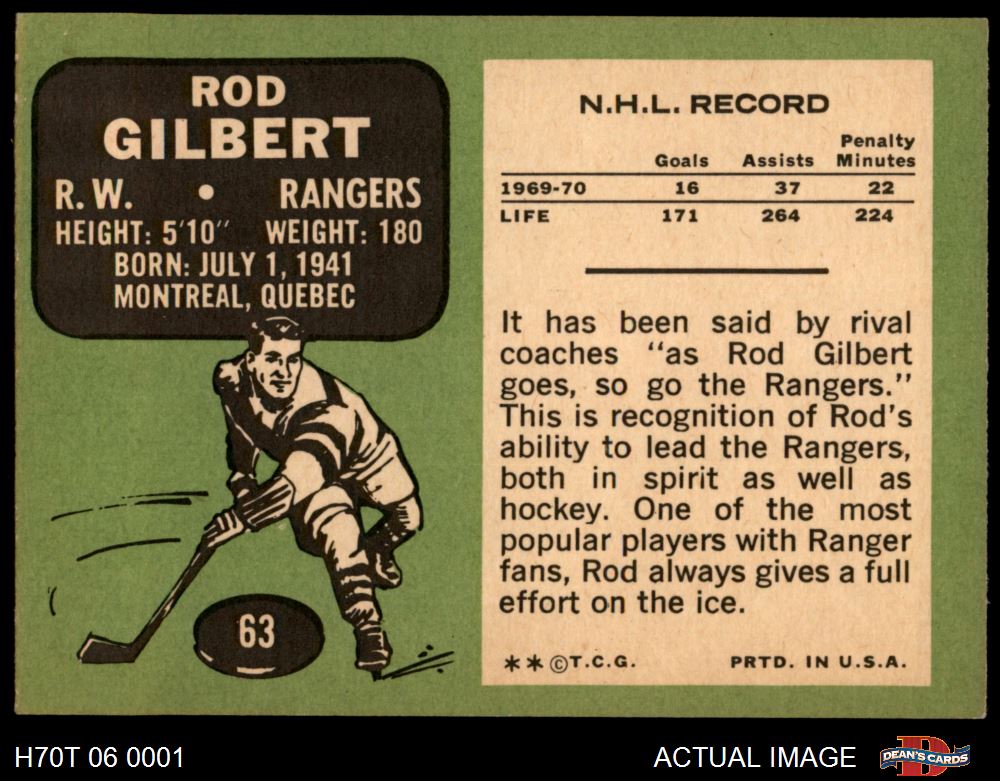 ROD
GILBERT
R.W. • RANGERS
HEIGHT: 5'10" WEIGHT: 180
BORN: JULY 1, 1941
MONTREAL, QUEBEC
63
N.H.L. RECORD
Goals Assists Penalty Minutes
1969-70 16 37 22
LIFE 171 264 224
It has been said by rival
coaches "as Rod Gilbert
goes, so go the Rangers."
This is recognition of Rod's
ability to lead the Rangers,
both in spirit as well as
hockey. One of the most
popular players with Ranger
fans, Rod always gives a full
effort on the ice.
**©T.C.G. PRTD. IN U.S.A.
H70T 06 0001 ACTUAL IMAGE D DEAN'S CARDS